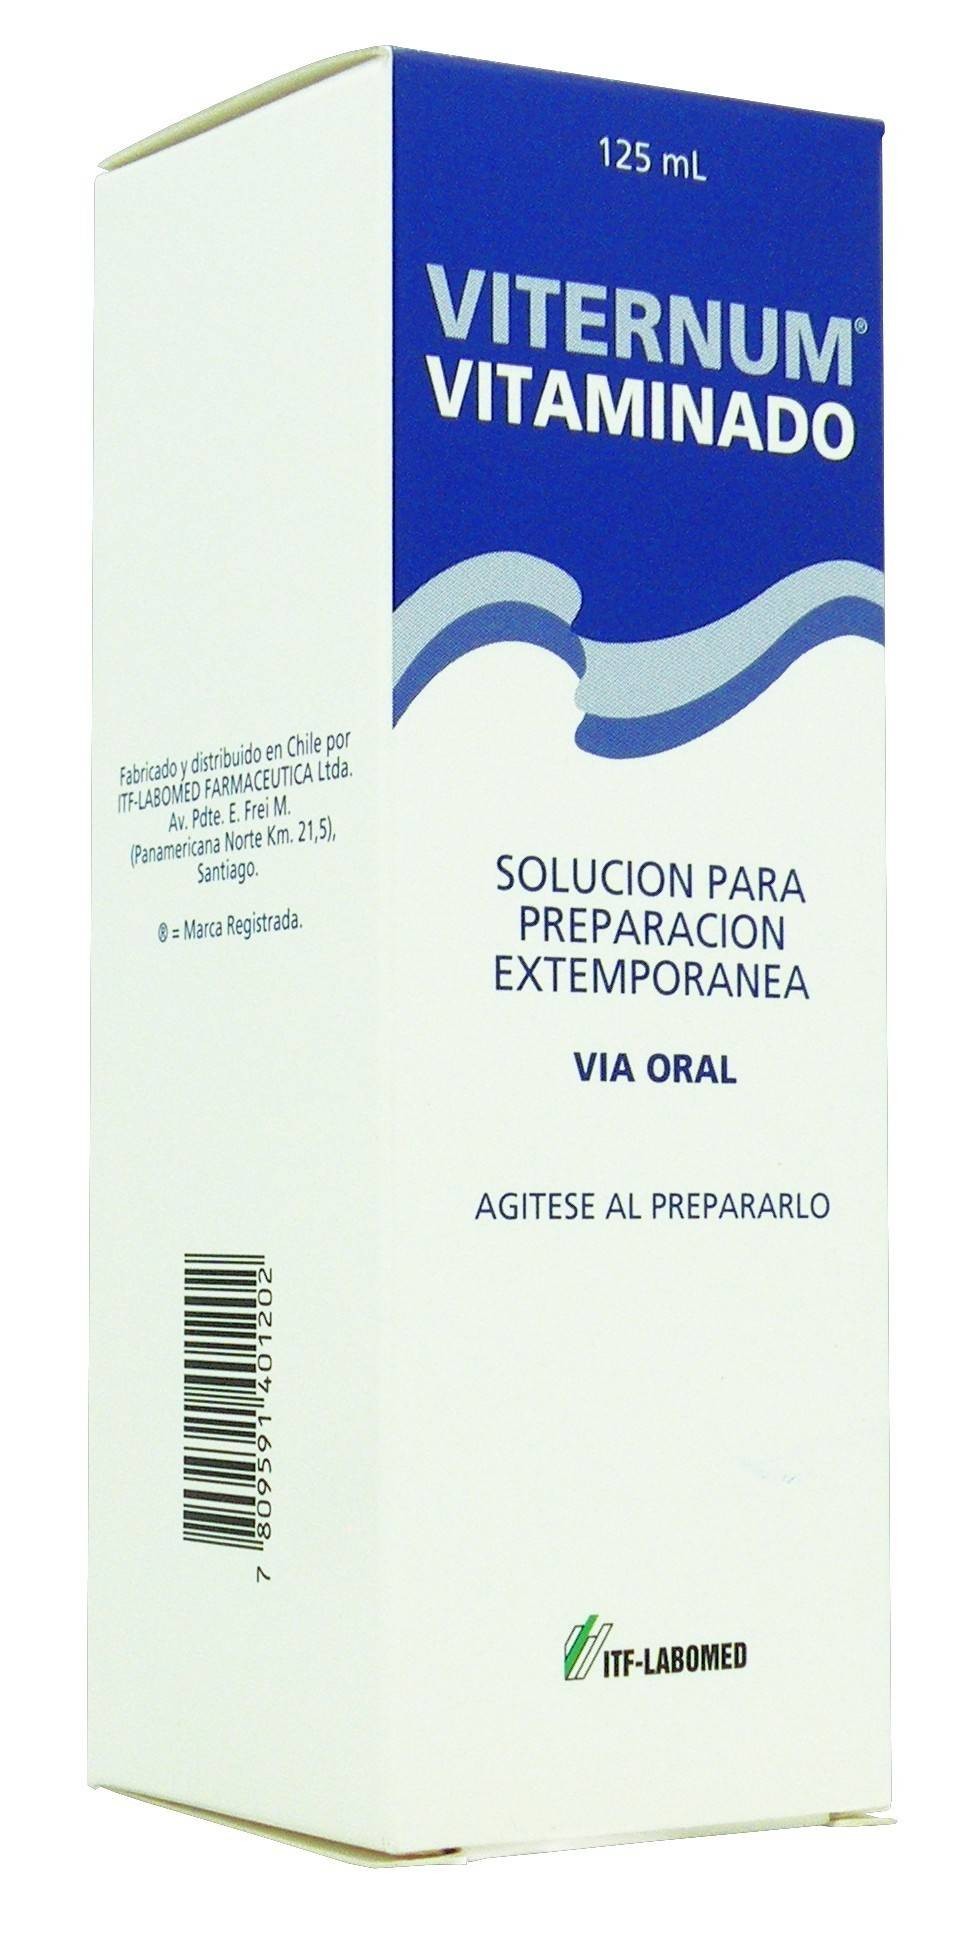 125 mL
VITERNUM®
VITAMINADO
SOLUCION PARA
PREPARACION
EXTEMPORANEA
VIA ORAL
AGITESE AL PREPARARLO
ITF-LABOMED
Fabricado y distribuido en Chile por
ITF-LABOMED FARMACEUTICA Ltda.
Av. Pdte. E. Frei M.
(Panamericana Norte Km. 21,5),
Santiago.
® = Marca Registrada.
7 809591 401202